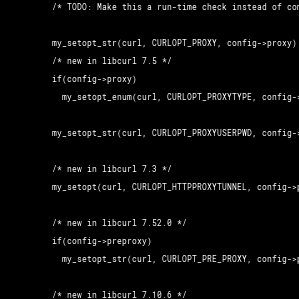 /* TODO: Make this a run-time check instead of
my_setopt_str(curl, CURLOPT_PROXY, config->proxy)
/* new in libcurl 7.5 */
if(config->proxy)
my_setopt_enum(curl, CURLOPT_PROXYTYPE, config-
my_setopt_str(curl, CURLOPT_PROXYUSERPWD, config-
/* new in libcurl 7.3 */
my_setopt(curl, CURLOPT_HTTPPROXYTUNNEL, config->p
/* new in libcurl 7.52.0 */
if(config->preproxy)
my_setopt_str(curl, CURLOPT_PRE_PROXY, config->p
/* new in libcurl 7.10.6 */